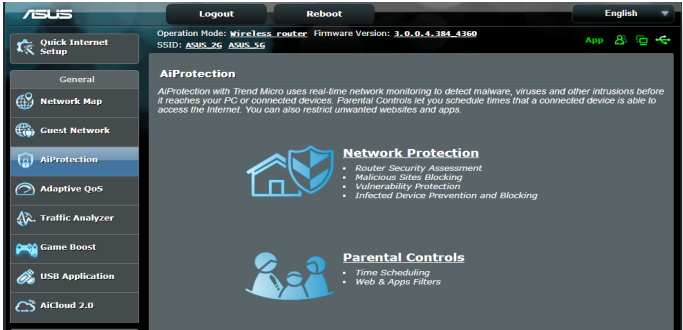 ASUS
Logout
Reboot
English
Quick Internet
Setup
Operation Mode: Wireless router Firmware Version: 3.0.0.4.384_4360
SSID: ASUS_2G ASUS_5G
App
General
Network Map
Guest Network
AiProtection
Adaptive QoS
Traffic Analyzer
Game Boost
USB Application
AiCloud 2.0
AiProtection
AiProtection with Trend Micro uses real-time network monitoring to detect malware, viruses and other intrusions before
it reaches your PC or connected devices. Parental Controls let you schedule times that a connected device is able to
access the Internet. You can also restrict unwanted websites and apps.
Network Protection
• Router Security Assessment
• Malicious Sites Blocking
• Vulnerability Protection
• Infected Device Prevention and Blocking
Parental Controls
• Time Scheduling
• Web & Apps Filters